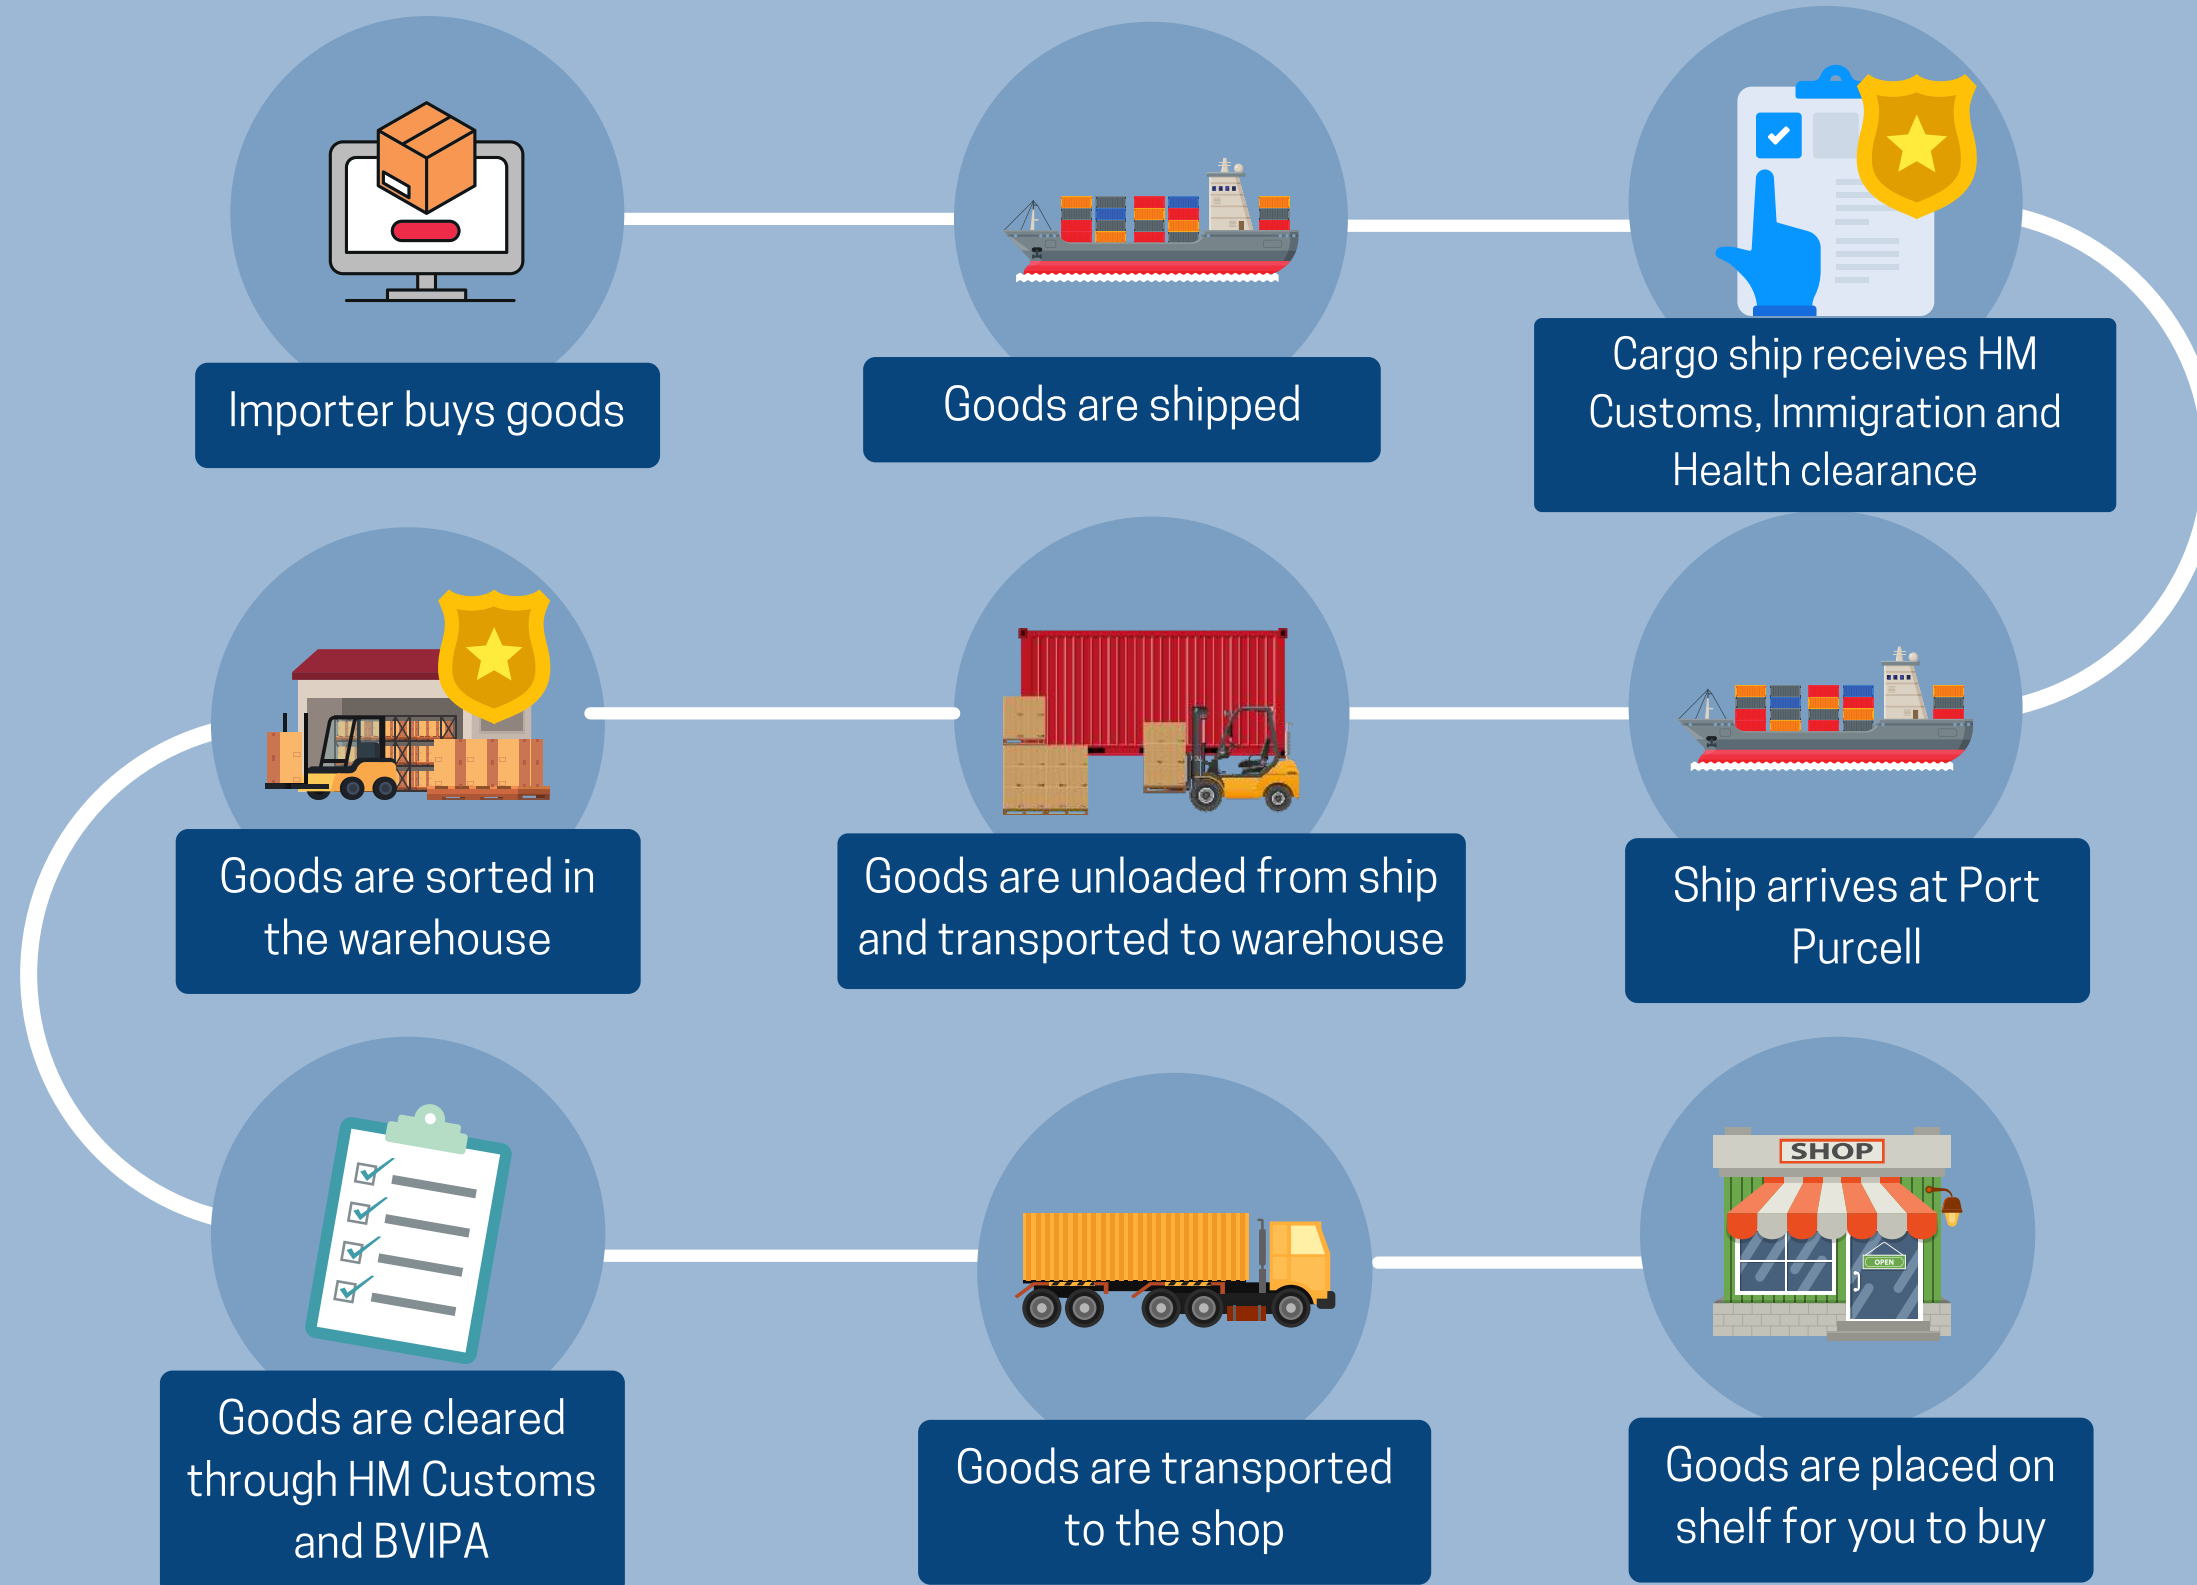 Importer buys goods
Goods are shipped
Cargo ship receives HM
Customs, Immigration and
Health clearance
Ship arrives at Port
Purcell
Goods are unloaded from ship
and transported to warehouse
Goods are sorted in
the warehouse
Goods are cleared
through HM Customs
and BVIPA
Goods are transported
to the shop
SHOP
OPEN
Goods are placed on
shelf for you to buy